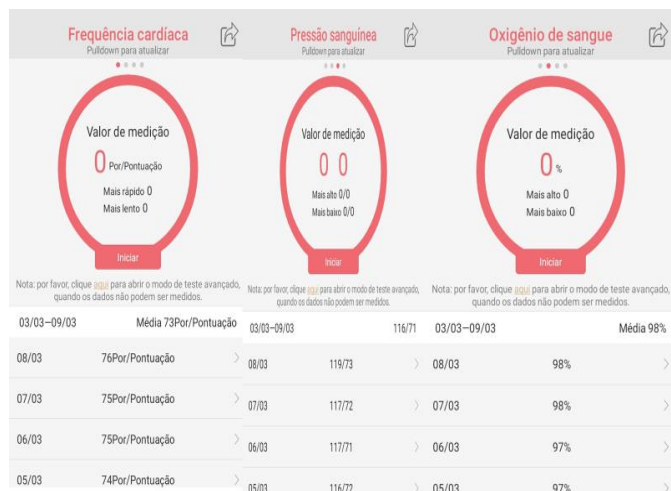 Frequência cardíaca
Pulldown para atualizar
Valor de medição
0 Por/Pontuação
Mais rápido 0
Mais lento 0
Iniciar
Nota: por favor, clique aqui para abrir o modo de teste avançado,
quando os dados não podem ser medidos.
03/03—09/03 Média 73Por/Pontuação
08/03 76Por/Pontuação
07/03 75Por/Pontuação
06/03 75Por/Pontuação
05/03 74Por/Pontuação
Pressão sanguínea
Pulldown para atualizar
Valor de medição
0 0
Mais alto 0/0
Mais baixo 0/0
Iniciar
Nota: por favor, clique aqui para abrir o modo de teste avançado,
quando os dados não podem ser medidos.
03/03—09/03 116/71
08/03 119/73
07/03 117/72
06/03 117/71
05/03 116/72
Oxigênio de sangue
Pulldown para atualizar
Valor de medição
0 %
Mais alto 0
Mais baixo 0
Iniciar
Nota: por favor, clique aqui para abrir o modo de teste avançado,
quando os dados não podem ser medidos.
03/03—09/03 Média 98%
08/03 98%
07/03 98%
06/03 97%
05/03 97%